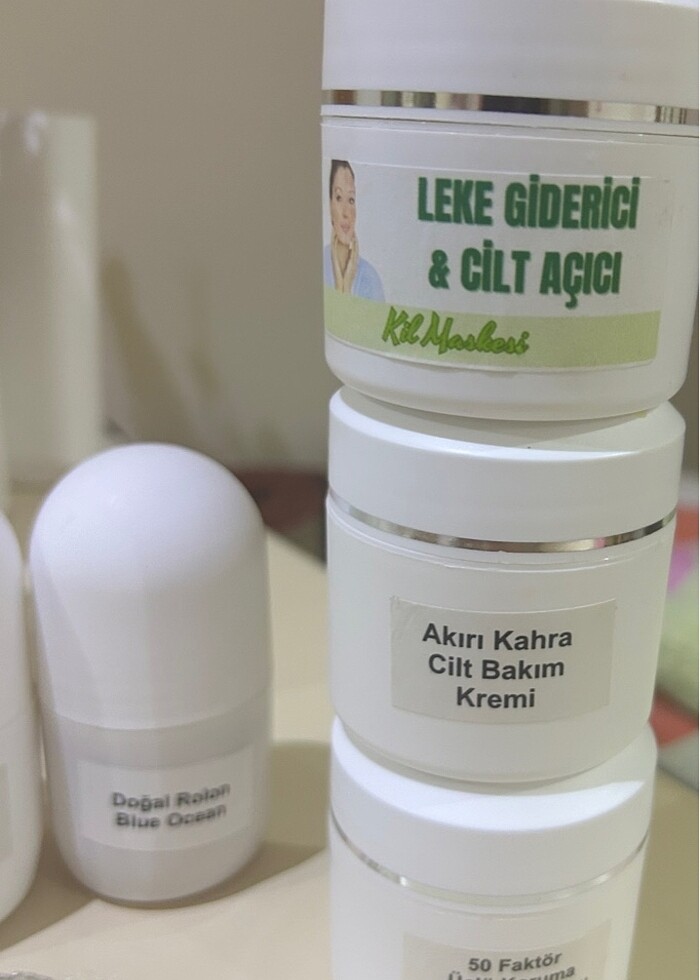 LEKE GİDERİCİ
& CİLT AÇICI
Kil Maskesi
Akırı Kahra
Cilt Bakım
Kremi
Doğal Rolon
Blue Ocean
50 Faktör
Koruma